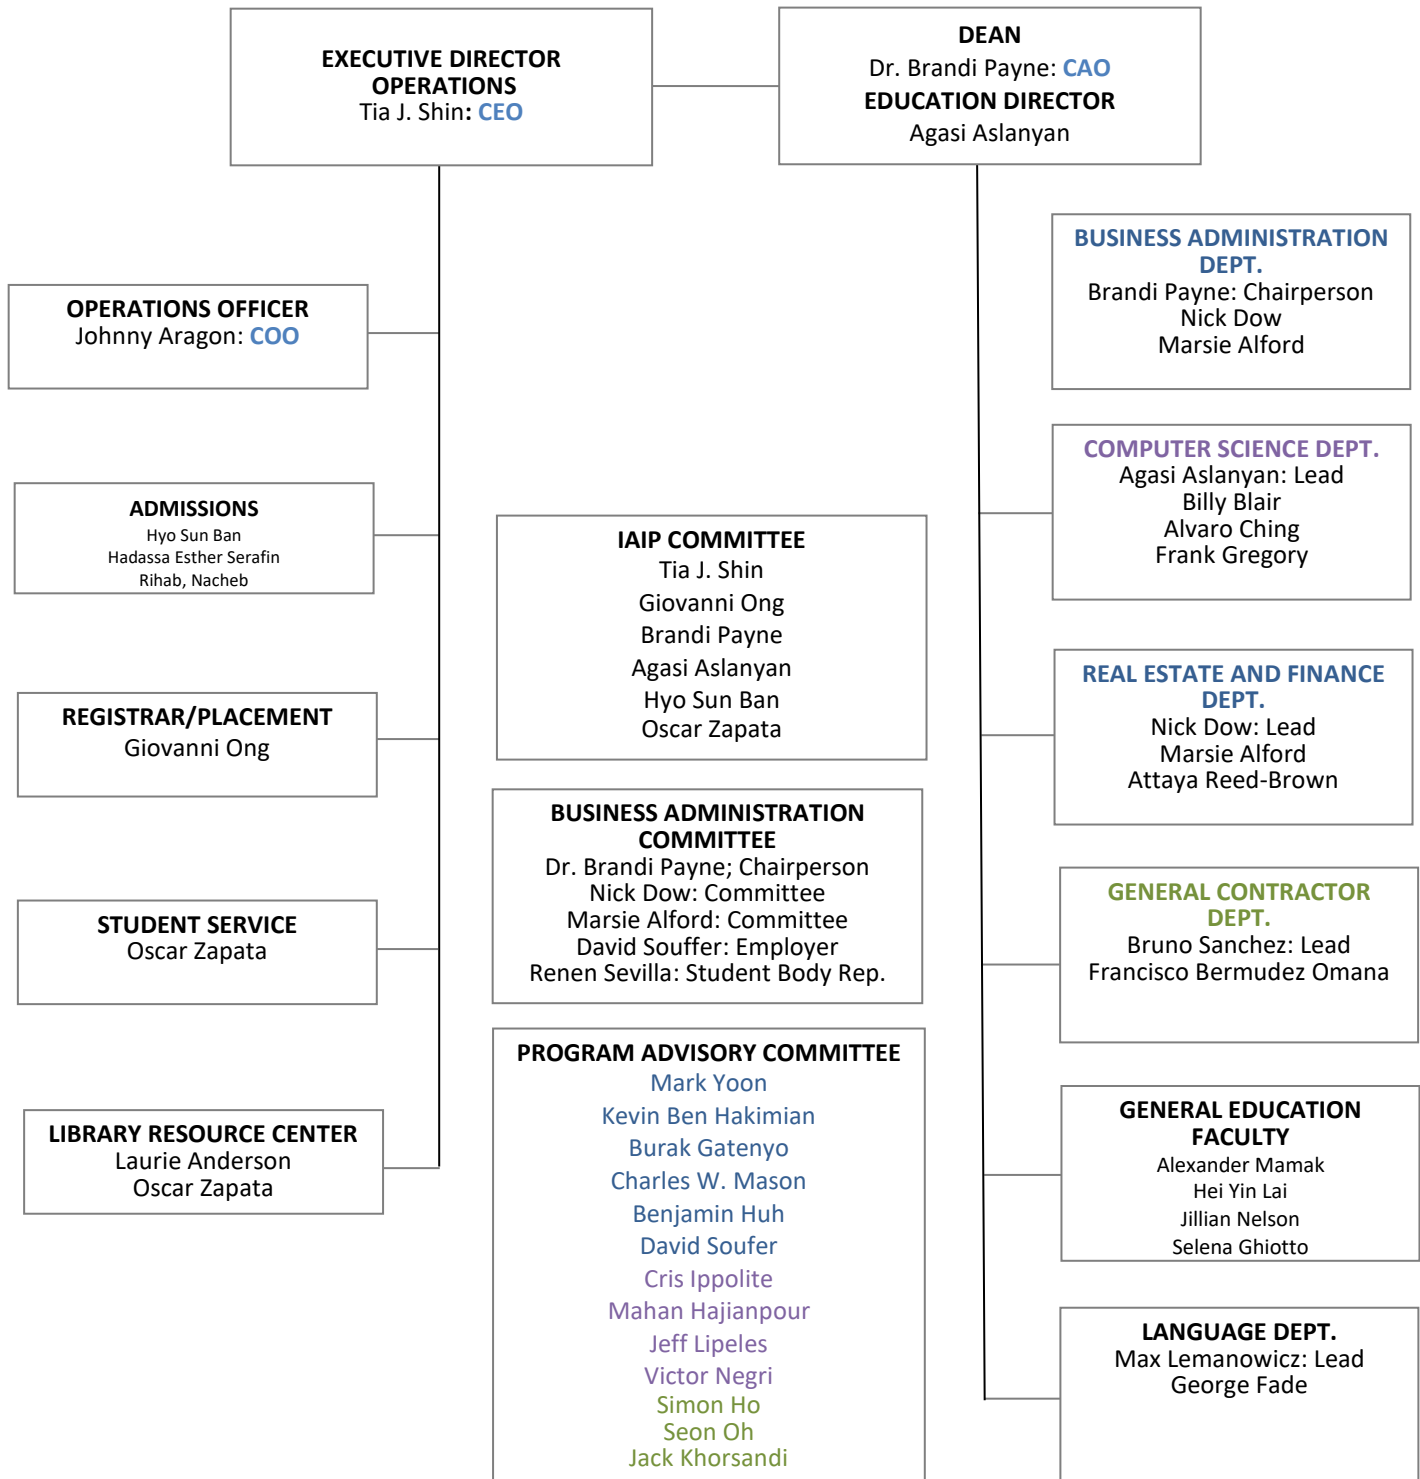 EXECUTIVE DIRECTOR
OPERATIONS
Tia J. Shin: CEO
DEAN
Dr. Brandi Payne: CAO
EDUCATION DIRECTOR
Agasi Aslanyan
OPERATIONS OFFICER
Johnny Aragon: COO
ADMISSIONS
Hyo Sun Ban
Hadassa Esther Serafin
Rihab, Nacheb
REGISTRAR/PLACEMENT
Giovanni Ong
STUDENT SERVICE
Oscar Zapata
LIBRARY RESOURCE CENTER
Laurie Anderson
Oscar Zapata
IAIP COMMITTEE
Tia J. Shin
Giovanni Ong
Brandi Payne
Agasi Aslanyan
Hyo Sun Ban
Oscar Zapata
BUSINESS ADMINISTRATION
COMMITTEE
Dr. Brandi Payne; Chairperson
Nick Dow: Committee
Marsie Alford: Committee
David Souffer: Employer
Renen Sevilla: Student Body Rep.
PROGRAM ADVISORY COMMITTEE
Mark Yoon
Kevin Ben Hakimian
Burak Gatenyo
Charles W. Mason
Benjamin Huh
David Soufer
Cris Ippolite
Mahan Hajianpour
Jeff Lipeles
Victor Negri
Simon Ho
Seon Oh
Jack Khorsandi
BUSINESS ADMINISTRATION
DEPT.
Brandi Payne: Chairperson
Nick Dow
Marsie Alford
COMPUTER SCIENCE DEPT.
Agasi Aslanyan: Lead
Billy Blair
Alvaro Ching
Frank Gregory
REAL ESTATE AND FINANCE
DEPT.
Nick Dow: Lead
Marsie Alford
Attaya Reed-Brown
GENERAL CONTRACTOR
DEPT.
Bruno Sanchez: Lead
Francisco Bermudez Omana
GENERAL EDUCATION
FACULTY
Alexander Mamak
Hei Yin Lai
Jillian Nelson
Selena Ghiotto
LANGUAGE DEPT.
Max Lemanowicz: Lead
George Fade